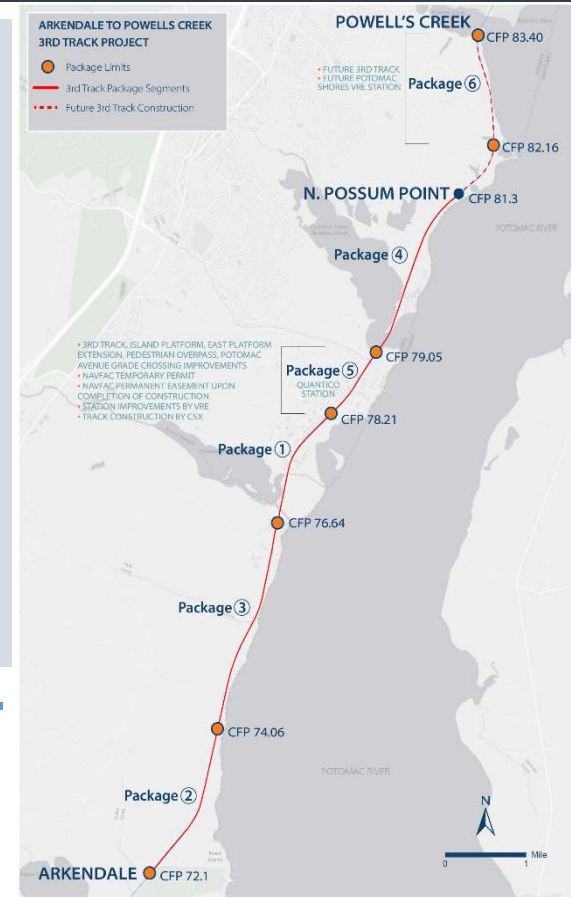 ARKENDALE TO POWELLS CREEK
3RD TRACK PROJECT
Package Limits
3rd Track Package Segments
Future 3rd Track Construction
POWELL'S CREEK
CFP 83.40
• FUTURE 3RD TRACK
• FUTURE POTOMAC
SHORES VRE STATION
Package 6
CFP 82.16
N. POSSUM POINT
CFP 81.3
POTOMAC RIVER
Package 4
• 3RD TRACK, ISLAND PLATFORM, EAST PLATFORM
EXTENSION, PEDESTRIAN OVERPASS, POTOMAC
AVENUE GRADE CROSSING IMPROVEMENTS
• NAVFAC TEMPORARY PERMIT
• NAVFAC PERMANENT EASEMENT UPON
COMPLETION OF CONSTRUCTION
• STATION IMPROVEMENTS BY VRE
• TRACK CONSTRUCTION BY CSX
CFP 79.05
Package 5
QUANTICO
STATION
CFP 78.21
Package 1
CFP 76.64
Package 3
CFP 74.06
POTOMAC RIVER
Package 2
N
ARKENDALE
CFP 72.1
0 1 Mile